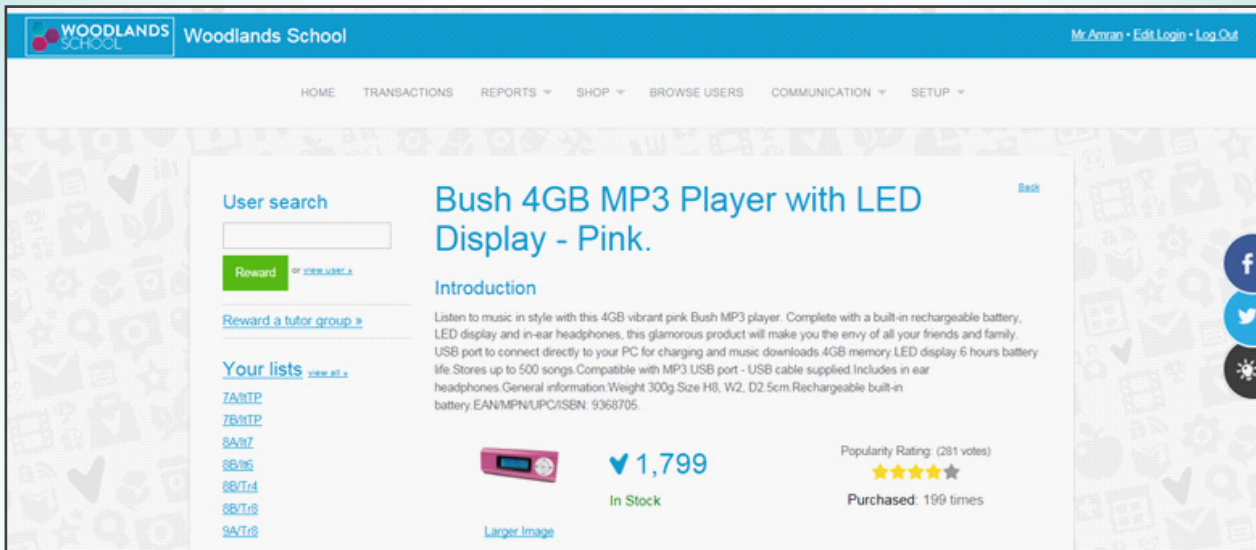 WOODLANDS
SCHOOL
Woodlands School
Mr Amran • Edit Login • Log Out
HOME TRANSACTIONS REPORTS SHOP BROWSE USERS COMMUNICATION SETUP
User search
Reward or view user »
Reward a tutor group »
Your lists view all »
7A/ItTP
7B/ItTP
8A/It7
8B/It6
8B/Tr4
8B/Tr8
9A/Tr8
Back
Bush 4GB MP3 Player with LED
Display - Pink.
Introduction
Listen to music in style with this 4GB vibrant pink Bush MP3 player. Complete with a built-in rechargeable battery,
LED display and in-ear headphones, this glamorous product will make you the envy of all your friends and family.
USB port to connect directly to your PC for charging and music downloads.4GB memory.LED display.6 hours battery
life.Stores up to 500 songs.Compatible with MP3.USB port - USB cable supplied.Includes in ear
headphones.General information:Weight 300g.Size H8, W2, D2.5cm.Rechargeable built-in
battery.EAN/MPN/UPC/ISBN: 9368705.
1,799
In Stock
Larger Image
Popularity Rating: (281 votes)
Purchased: 199 times